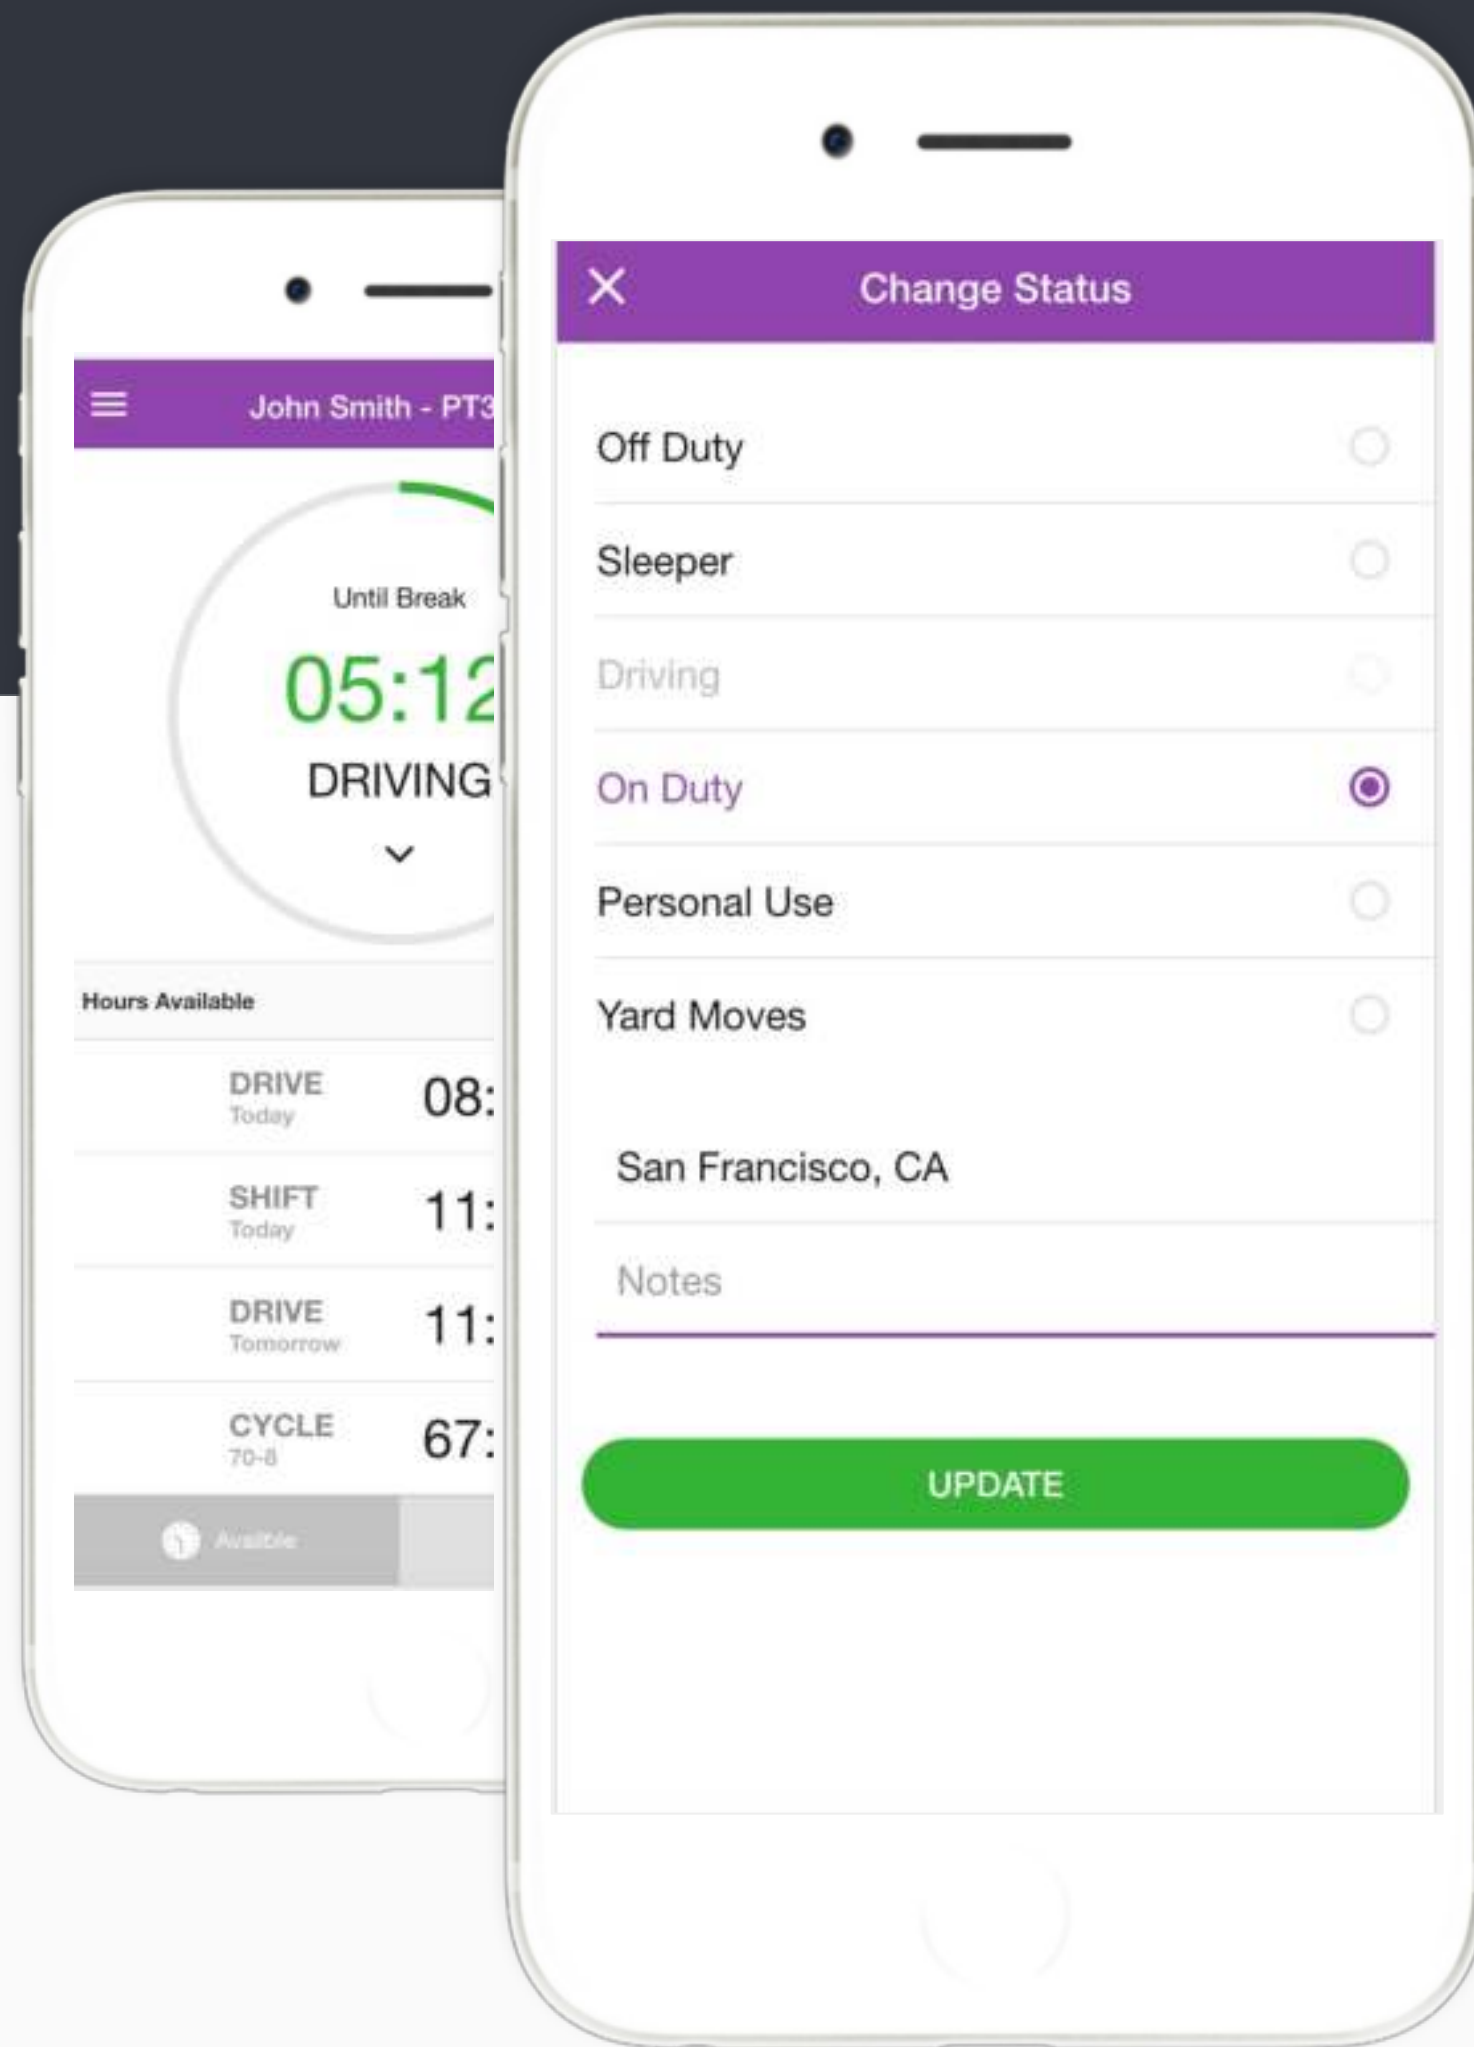 John Smith - PT3
Until Break
05:12
DRIVING
Hours Available
DRIVE 08:
Today
SHIFT 11:
Today
DRIVE 11:
Tomorrow
CYCLE 67:
70-8
Availble
Change Status
Off Duty
Sleeper
Driving
On Duty
Personal Use
Yard Moves
San Francisco, CA
Notes
UPDATE